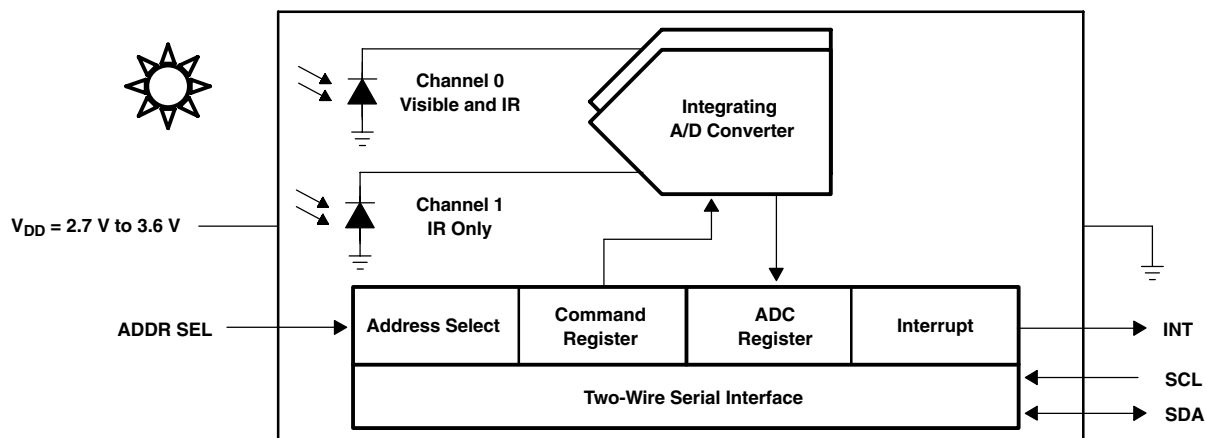 Channel 0
Visible and IR
Integrating
A/D Converter
Channel 1
IR Only
VDD = 2.7 V to 3.6 V
ADDR SEL
Address Select
Command
Register
ADC
Register
Interrupt
INT
Two-Wire Serial Interface
SCL
SDA